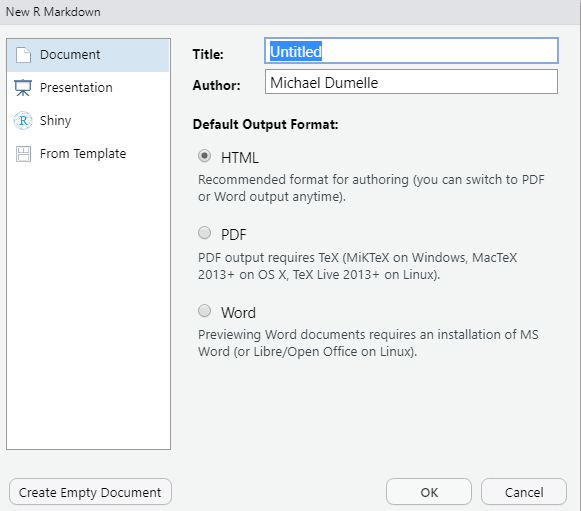 New R Markdown
Document
Presentation
Shiny
From Template
Title: Untitled
Author: Michael Dumelle
Default Output Format:
HTML
Recommended format for authoring (you can switch to PDF
or Word output anytime).
PDF
PDF output requires TeX (MiKTeX on Windows, MacTeX
2013+ on OS X, TeX Live 2013+ on Linux).
Word
Previewing Word documents requires an installation of MS
Word (or Libre/Open Office on Linux).
Create Empty Document
OK
Cancel